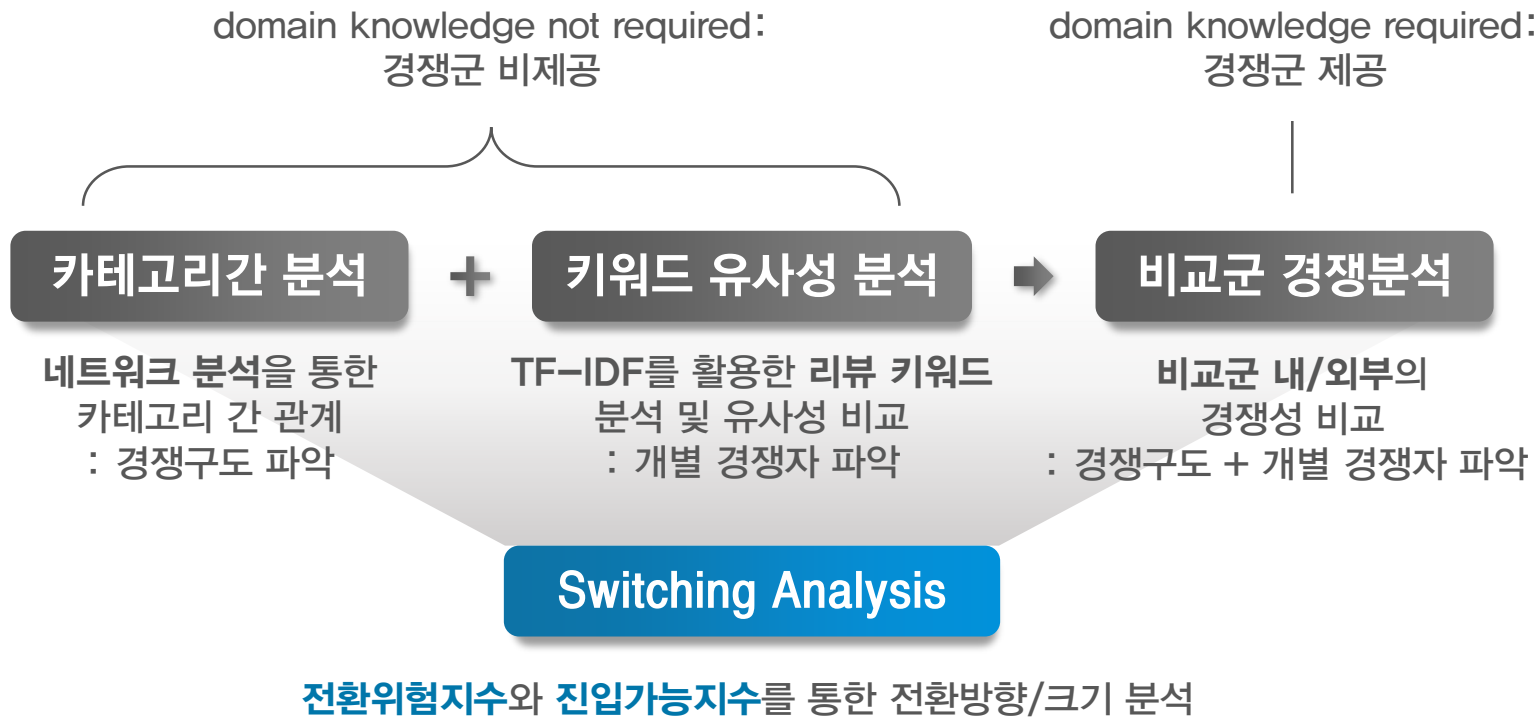 domain knowledge not required:
경쟁군 비제공
domain knowledge required:
경쟁군 제공
카테고리간 분석
+
키워드 유사성 분석
비교군 경쟁분석
네트워크 분석을 통한
카테고리 간 관계
: 경쟁구도 파악
TF-IDF를 활용한 리뷰 키워드
분석 및 유사성 비교
: 개별 경쟁자 파악
비교군 내/외부의
경쟁성 비교
: 경쟁구도 + 개별 경쟁자 파악
Switching Analysis
전환위험지수와 진입가능지수를 통한 전환방향/크기 분석